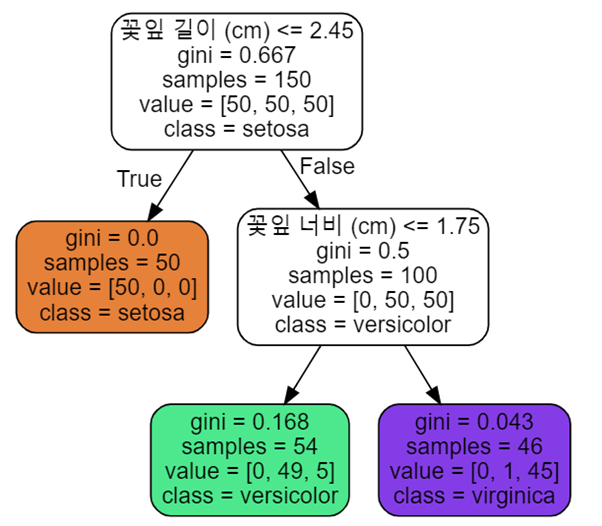 꽃잎 길이 (cm) <= 2.45
gini = 0.667
samples = 150
value = [50, 50, 50]
class = setosa
True
False
gini = 0.0
samples = 50
value = [50, 0, 0]
class = setosa
꽃잎 너비 (cm) <= 1.75
gini = 0.5
samples = 100
value = [0, 50, 50]
class = versicolor
gini = 0.168
samples = 54
value = [0, 49, 5]
class = versicolor
gini = 0.043
samples = 46
value = [0, 1, 45]
class = virginica